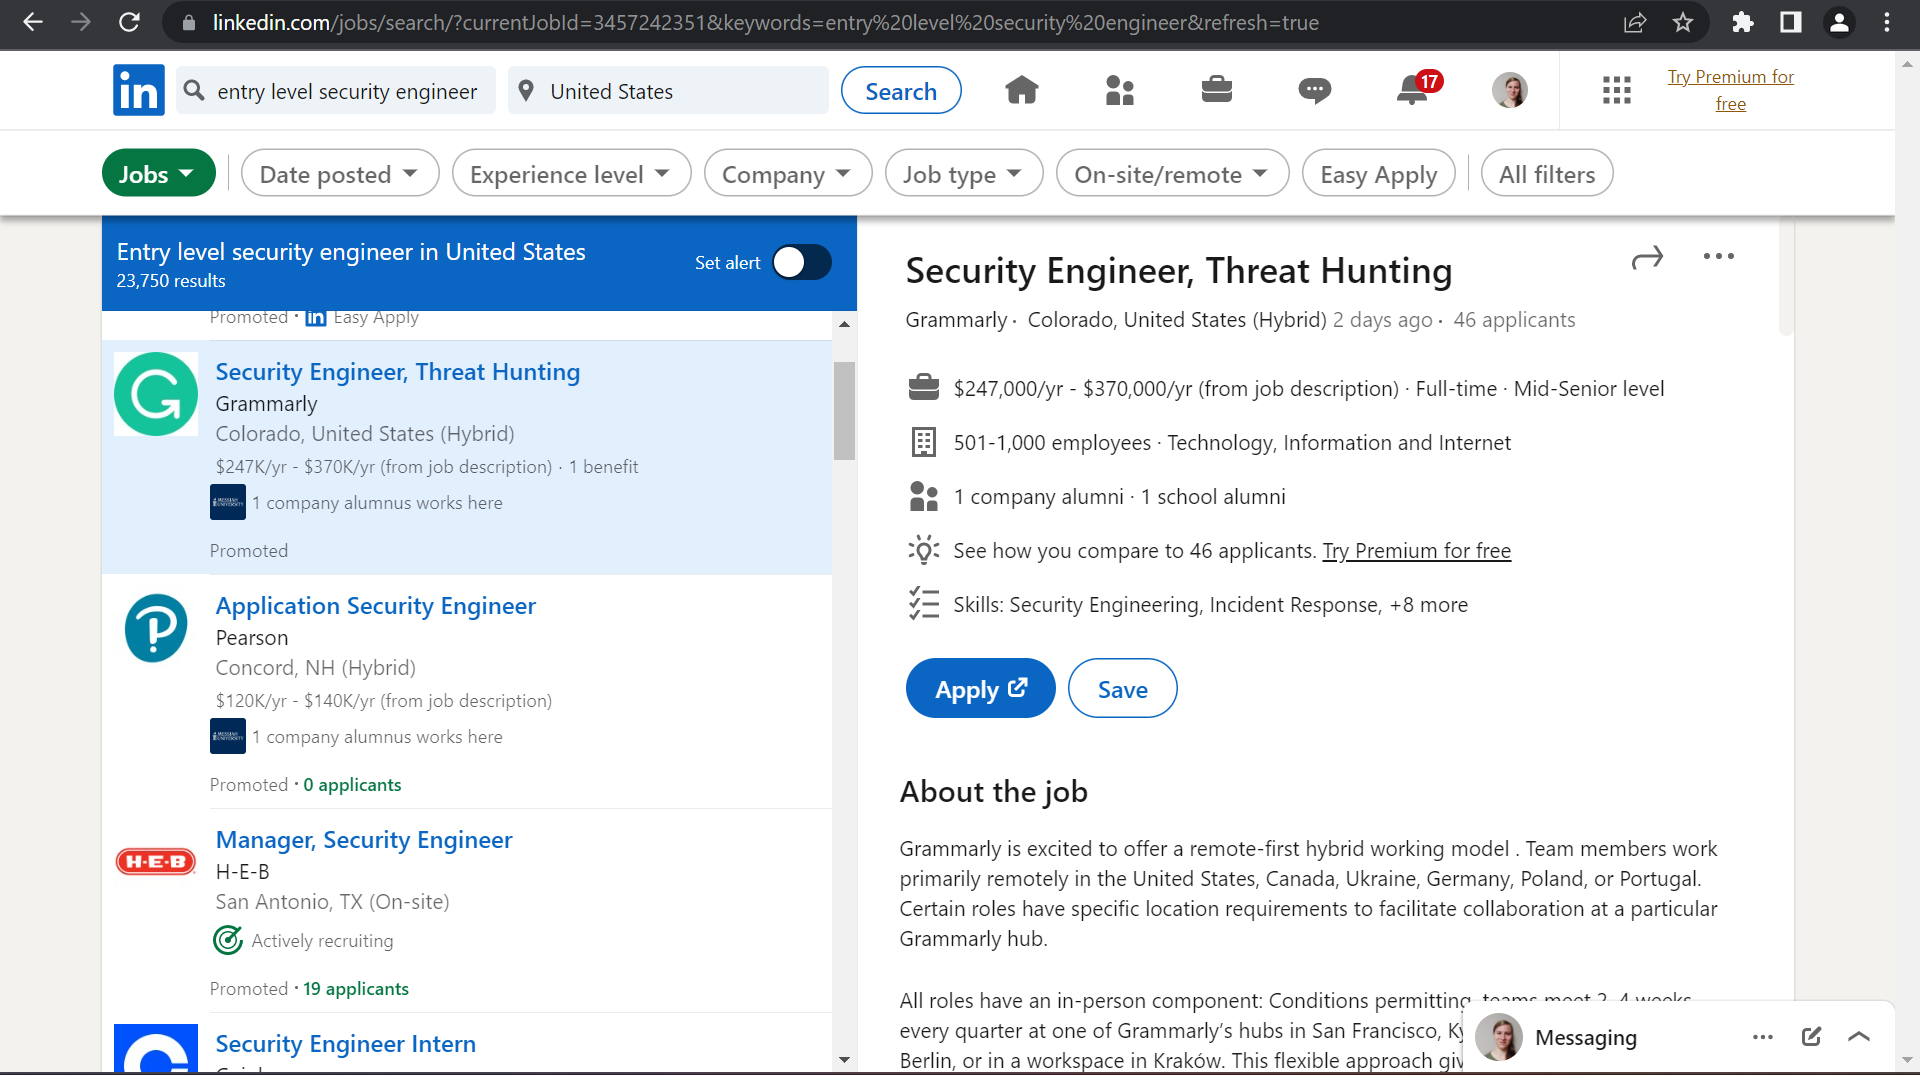 linkedin.com/jobs/search/?currentJobId=3457242351&keywords=entry%20level%20security%20engineer&refresh=true
in
entry level security engineer
United States
Search
17
Try Premium for
free
Jobs
Date posted
Experience level
Company
Job type
On-site/remote
Easy Apply
All filters
Entry level security engineer in United States
23,750 results
Set alert
Promoted · in Easy Apply
Security Engineer, Threat Hunting
Grammarly
Colorado, United States (Hybrid)
$247K/yr - $370K/yr (from job description) · 1 benefit
1 company alumnus works here
Promoted
Application Security Engineer
Pearson
Concord, NH (Hybrid)
$120K/yr - $140K/yr (from job description)
1 company alumnus works here
Promoted · 0 applicants
Manager, Security Engineer
H-E-B
H-E-B
San Antonio, TX (On-site)
Actively recruiting
Promoted · 19 applicants
Security Engineer Intern
Security Engineer, Threat Hunting
Grammarly · Colorado, United States (Hybrid) 2 days ago · 46 applicants
$247,000/yr - $370,000/yr (from job description) · Full-time · Mid-Senior level
501-1,000 employees · Technology, Information and Internet
1 company alumni · 1 school alumni
See how you compare to 46 applicants. Try Premium for free
Skills: Security Engineering, Incident Response, +8 more
Apply
Save
About the job
Grammarly is excited to offer a remote-first hybrid working model . Team members work
primarily remotely in the United States, Canada, Ukraine, Germany, Poland, or Portugal.
Certain roles have specific location requirements to facilitate collaboration at a particular
Grammarly hub.
All roles have an in-person component: Conditions permitting, teams meet 2-4 weeks
every quarter at one of Grammarly's hubs in San Francisco, Ky
Berlin, or in a workspace in Kraków. This flexible approach giv
Messaging